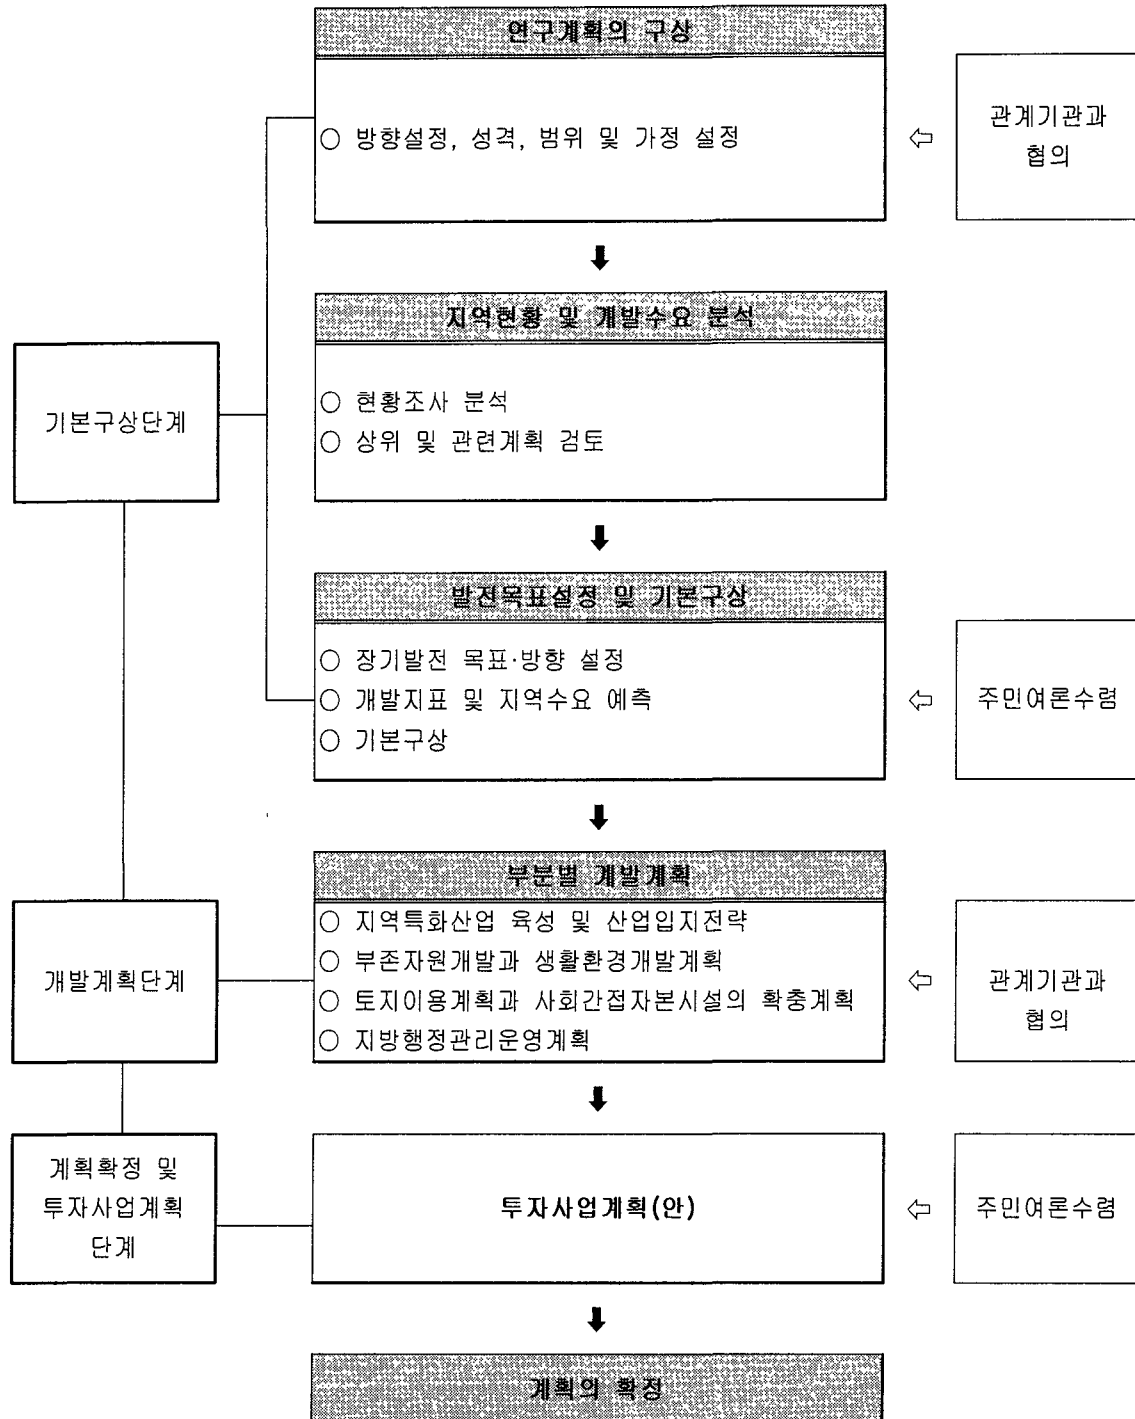 연구계획의 구상
○ 방향설정, 성격, 범위 및 가정 설정
관계기관과
협의
지역현황 및 개발수요 분석
기본구상단계
○ 현황조사 분석
○ 상위 및 관련계획 검토
발전목표설정 및 기본구상
○ 장기발전 목표·방향 설정
○ 개발지표 및 지역수요 예측
○ 기본구상
주민여론수렴
부분별 개발계획
개발계획단계
○ 지역특화산업 육성 및 산업입지전략
○ 부존자원개발과 생활환경개발계획
○ 토지이용계획과 사회간접자본시설의 확충계획
○ 지방행정관리운영계획
관계기관과
협의
계획확정 및
투자사업계획
단계
투자사업계획(안)
주민여론수렴
계획의 확정